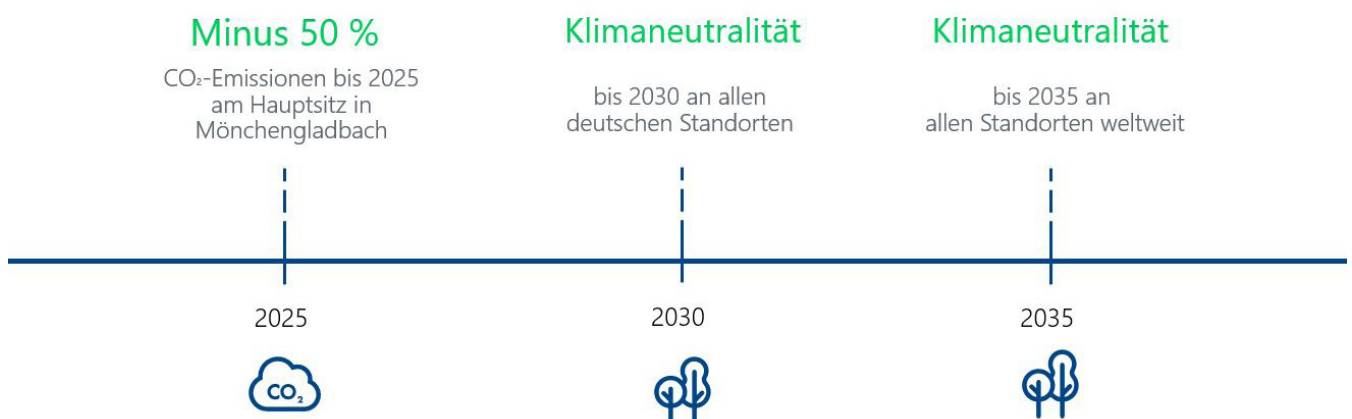 Minus 50 %
CO₂-Emissionen bis 2025
am Hauptsitz in
Mönchengladbach
Klimaneutralität
bis 2030 an allen
deutschen Standorten
Klimaneutralität
bis 2035 an
allen Standorten weltweit
2025
2030
2035
CO₂